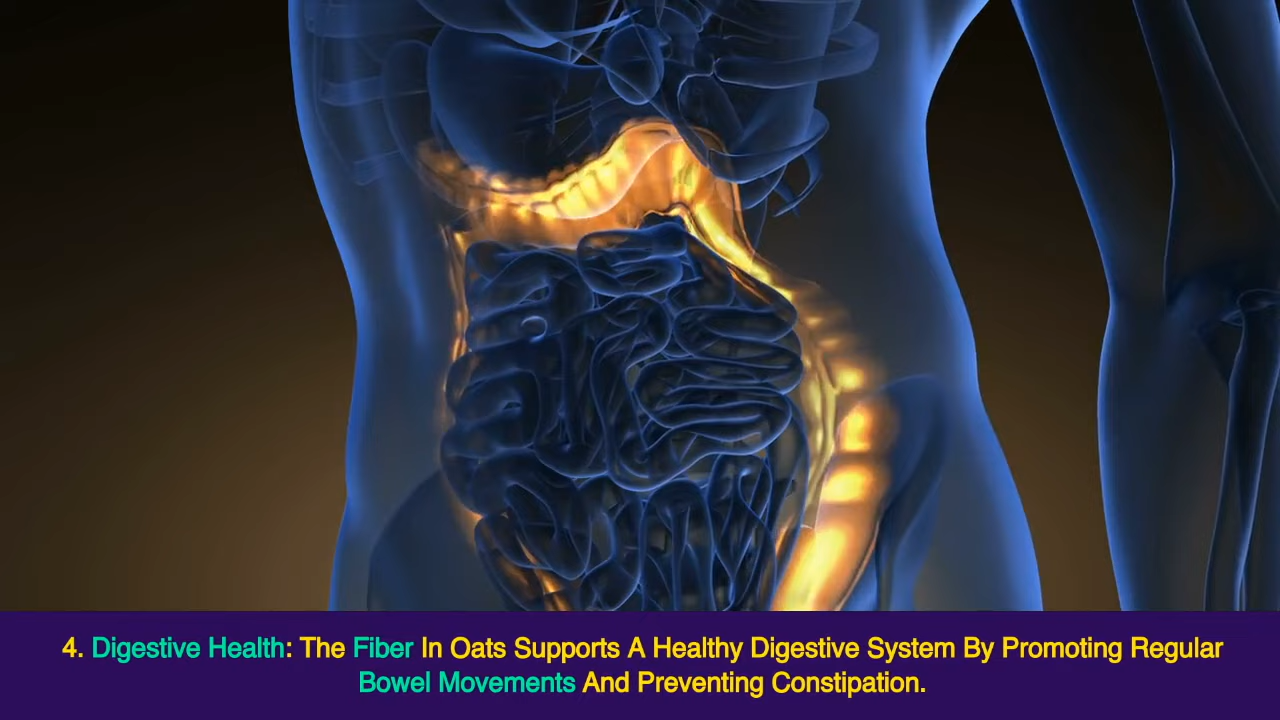 4. Digestive Health: The Fiber In Oats Supports A Healthy Digestive System By Promoting Regular
Bowel Movements And Preventing Constipation.